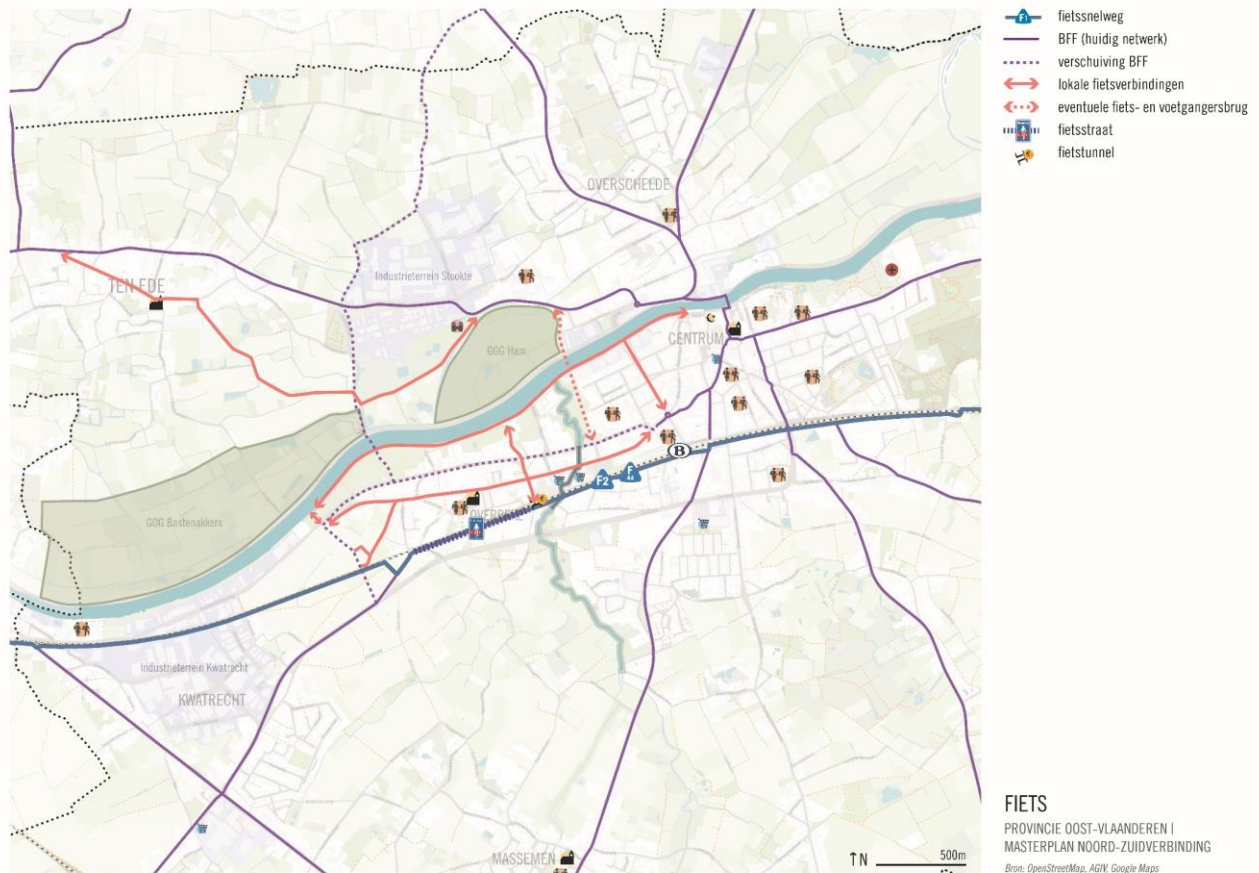 F1
fietssnelweg
BFF (huidig netwerk)
verschuiving BFF
lokale fietsverbindingen
eventuele fiets- en voetgangersbrug
fietsstraat
fietstunnel
OVERSCHELDE
TEN EDE
Industrieterrein Stookte
GGG Ham
CENTRUM
B
F2
F
GOG Bastenakkers
Industrieterrein Kwatrecht
KWATRECHT
MASSEMEN
↑N
500m
FIETS
PROVINCIE OOST-VLAANDEREN |
MASTERPLAN NOORD-ZUIDVERBINDING
Bron: OpenStreetMap, AGIV, Google Maps